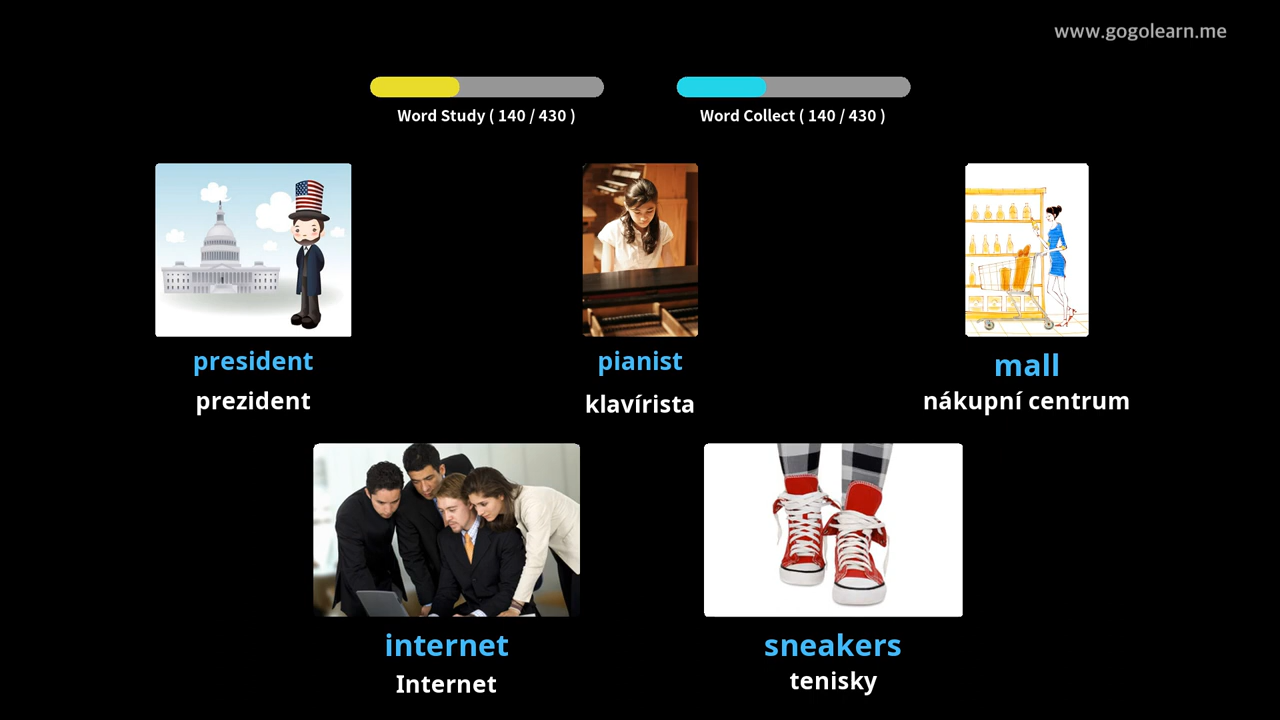 www.gogolearn.me
Word Study ( 140 / 430 )
Word Collect ( 140 / 430 )
president
prezident
pianist
klavírista
mall
nákupní centrum
internet
Internet
sneakers
tenisky